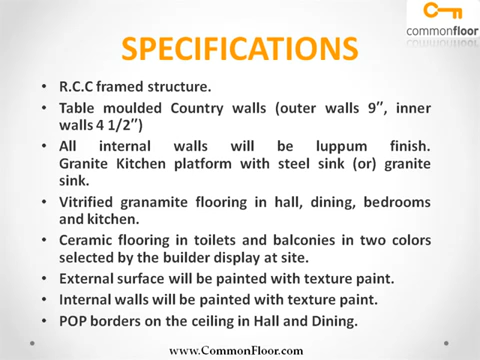 commonfloor
SPECIFICATIONS
• R.C.C framed structure.
• Table moulded Country walls (outer walls 9”, inner
walls 4 1/2”)
• All internal walls will be luppum finish.
Granite Kitchen platform with steel sink (or) granite
sink.
• Vitrified granamite flooring in hall, dining, bedrooms
and kitchen.
• Ceramic flooring in toilets and balconies in two colors
selected by the builder display at site.
• External surface will be painted with texture paint.
• Internal walls will be painted with texture paint.
• POP borders on the ceiling in Hall and Dining.
www.CommonFloor.com